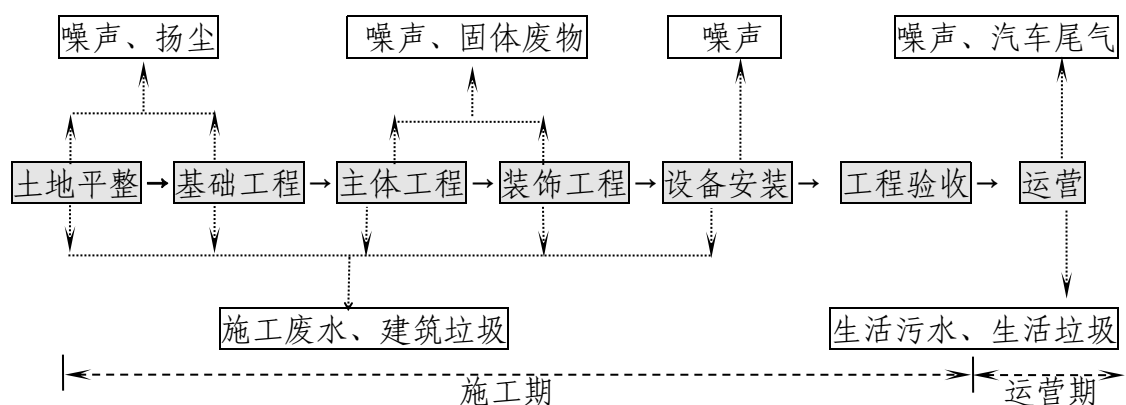 噪声、扬尘
噪声、固体废物
噪声
噪声、汽车尾气
土地平整
基础工程
主体工程
装饰工程
设备安装
工程验收
运营
施工废水、建筑垃圾
生活污水、生活垃圾
施工期
运营期